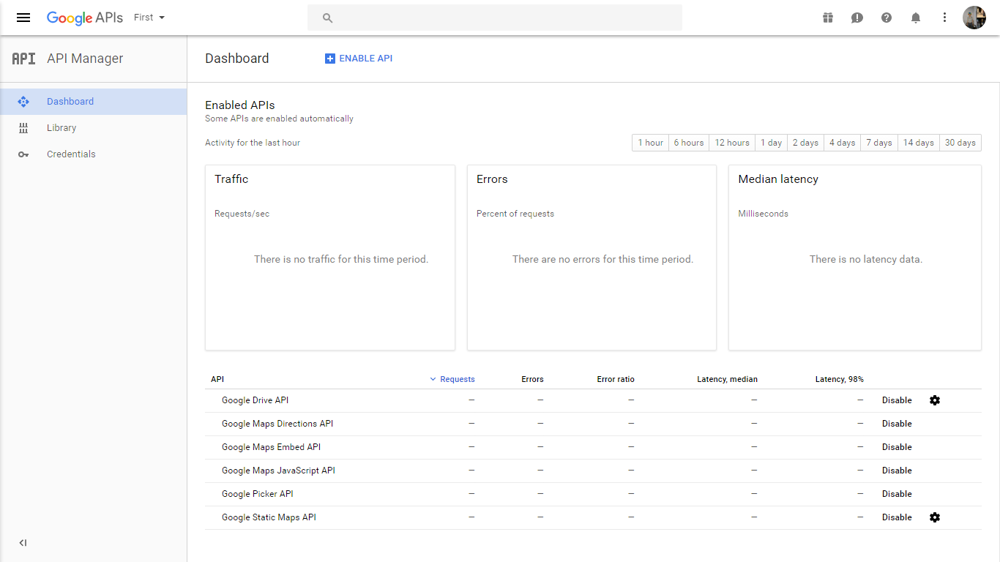 Google APIs First
API API Manager
Dashboard ENABLE API
Dashboard
Library
Credentials
Enabled APIs
Some APIs are enabled automatically
Activity for the last hour
1 hour 6 hours 12 hours 1 day 2 days 4 days 7 days 14 days 30 days
Traffic
Requests/sec
There is no traffic for this time period.
Errors
Percent of requests
There are no errors for this time period.
Median latency
Milliseconds
There is no latency data.
API Requests Errors Error ratio Latency, median Latency, 98%
Google Drive API – – – – – Disable
Google Maps Directions API – – – – – Disable
Google Maps Embed API – – – – – Disable
Google Maps JavaScript API – – – – – Disable
Google Picker API – – – – – Disable
Google Static Maps API – – – – – Disable